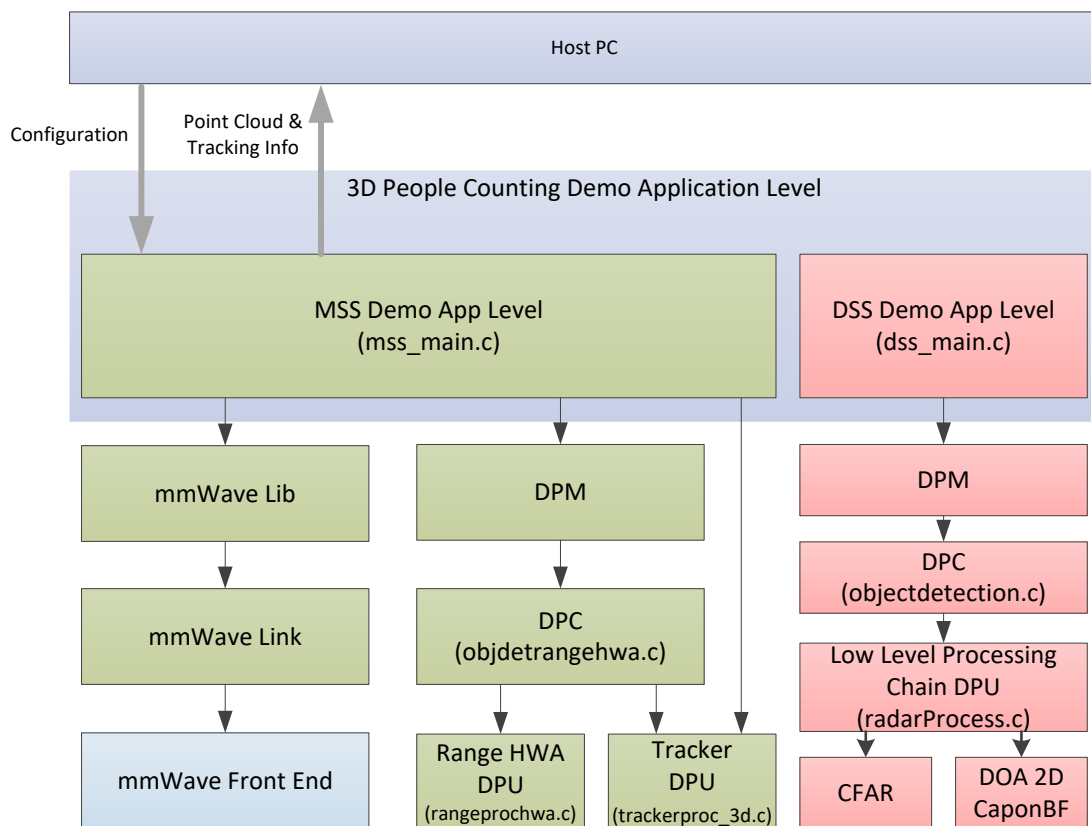 Host PC
Configuration
Point Cloud &
Tracking Info
3D People Counting Demo Application Level
MSS Demo App Level
(mss_main.c)
DSS Demo App Level
(dss_main.c)
mmWave Lib
DPM
DPM
mmWave Link
DPC
(objdetrangehwa.c)
DPC
(objectdetection.c)
Low Level Processing
Chain DPU
(radarProcess.c)
mmWave Front End
Range HWA
DPU
(rangeprochwa.c)
Tracker
DPU
(trackerproc_3d.c)
CFAR
DOA 2D
CaponBF